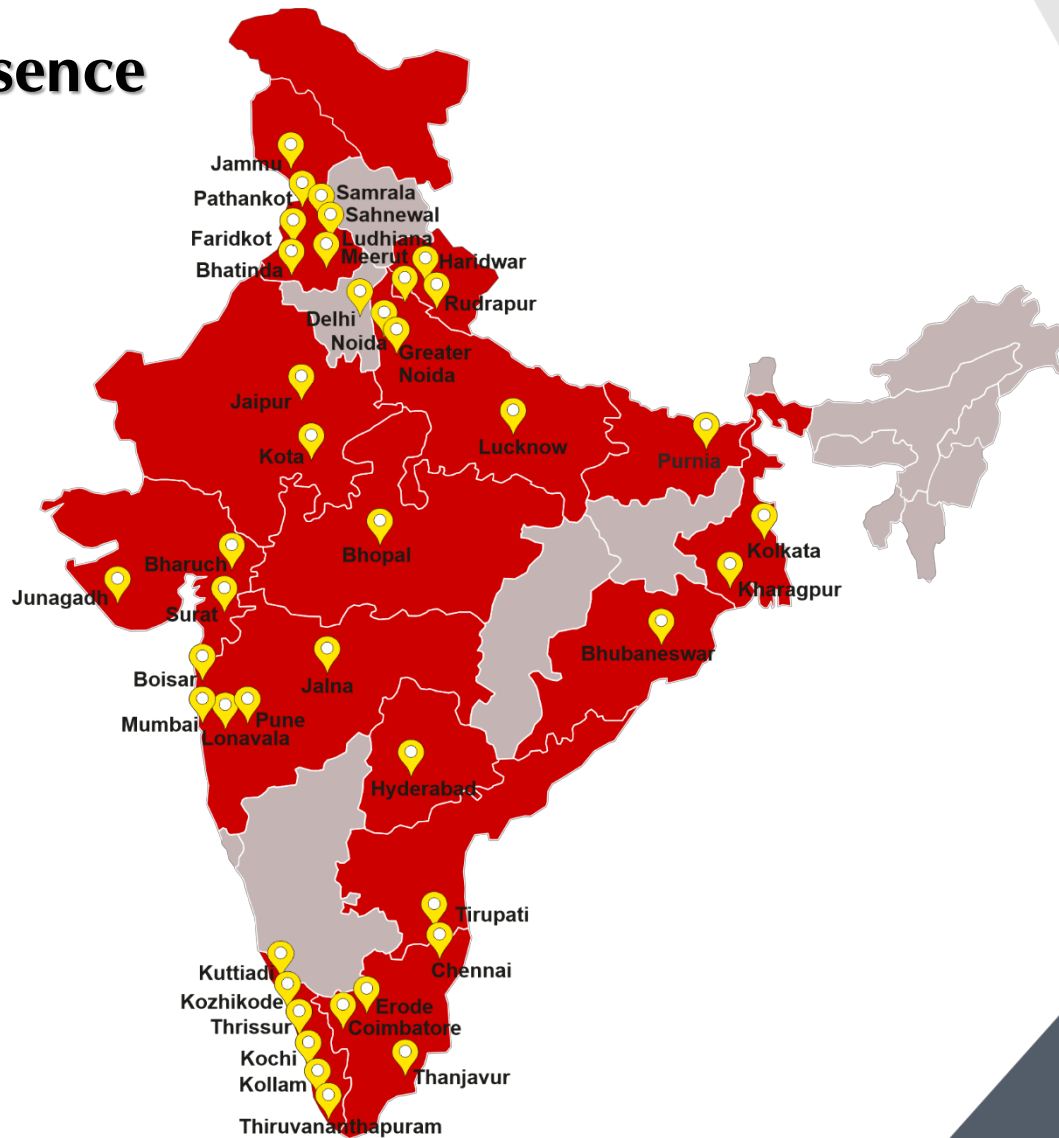 sence
Jammu
Pathankot
Samrala
Sahnewal
Faridkot
Ludhiana
Bhatinda
Meerut
Haridwar
Rudrapur
Delhi
Noida
Greater
Noida
Jaipur
Lucknow
Kota
Purnia
Bhopal
Kolkata
Bharuch
Kharagpur
Junagadh
Surat
Bhubaneswar
Boisar
Jalna
Mumbai
Pune
Lonavala
Hyderabad
Tirupati
Chennai
Kuttiadi
Kozhikode
Erode
Thrissur
Coimbatore
Kochi
Thanjavur
Kollam
Thiruvananthapuram